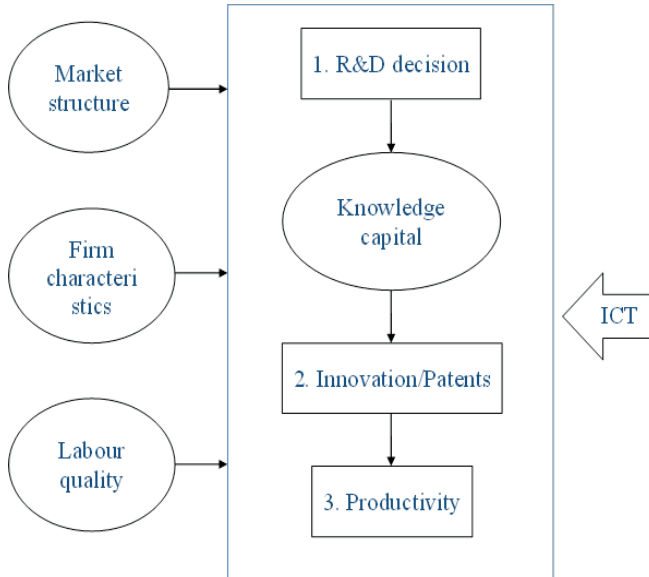 Market
structure
Firm
characteri
stics
Labour
quality
1. R&D decision
Knowledge
capital
2. Innovation/Patents
3. Productivity
ICT